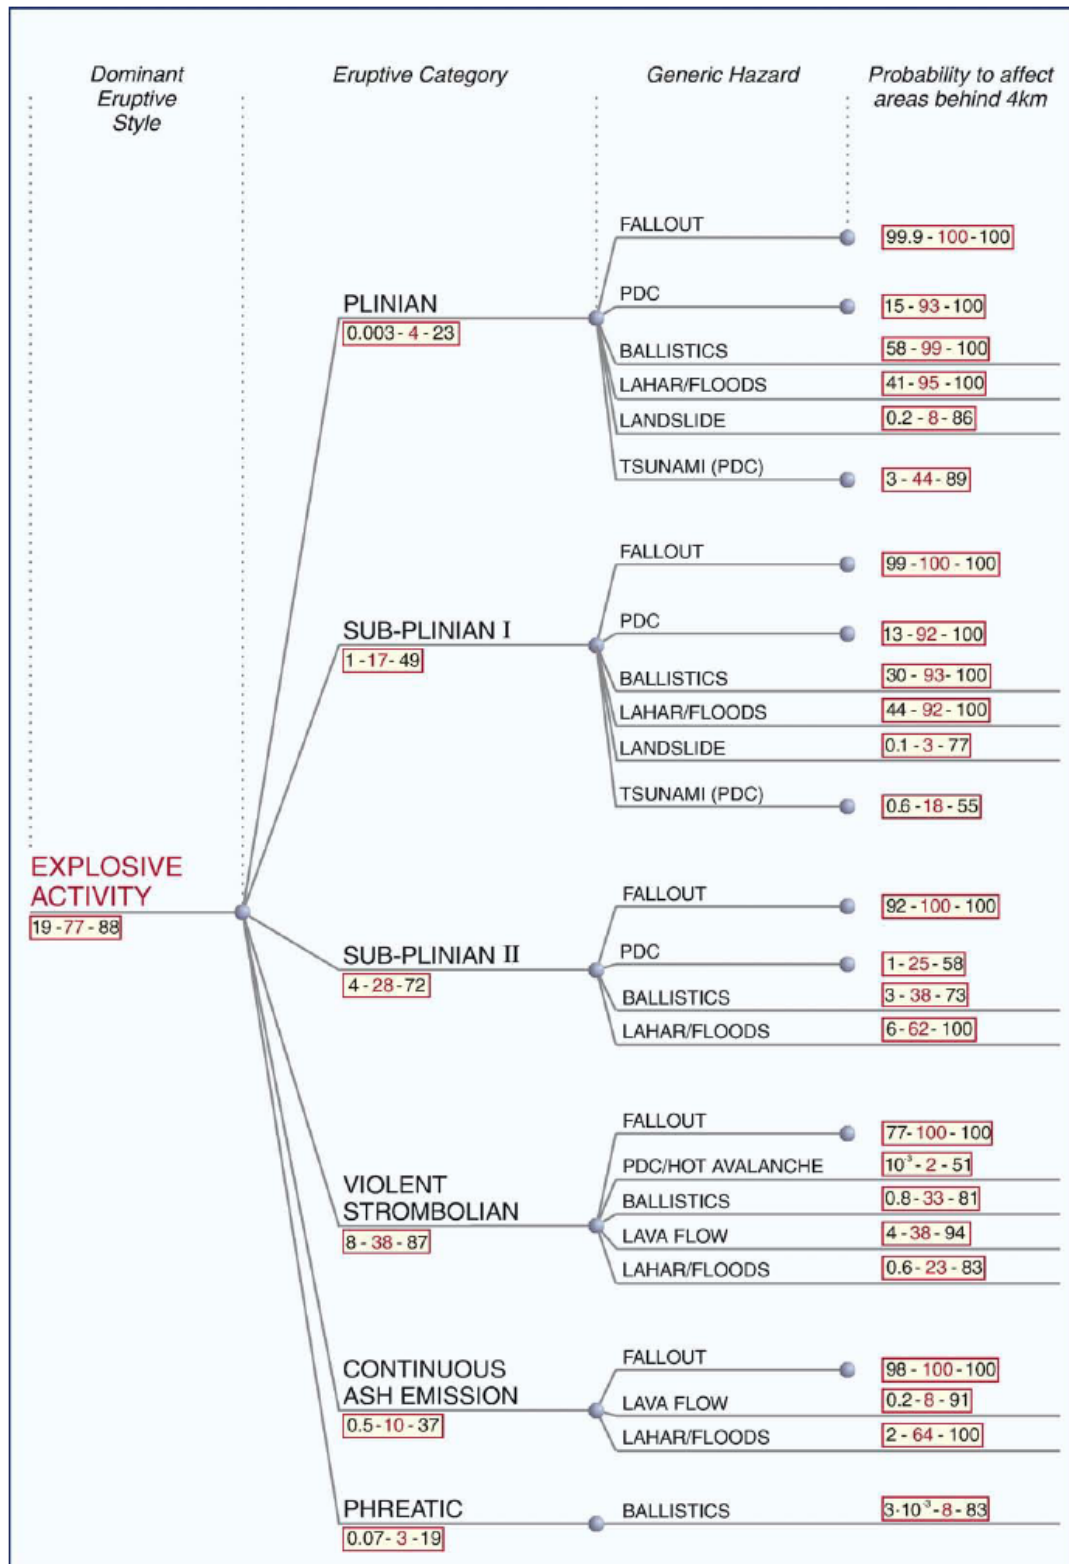 Dominant
Eruptive
Style
Eruptive Category
Generic Hazard
Probability to affect
areas behind 4km
FALLOUT
99.9 - 100 - 100
PLINIAN
0.003 - 4 - 23
PDC
15 - 93 - 100
BALLISTICS
58 - 99 - 100
LAHAR/FLOODS
41 - 95 - 100
LANDSLIDE
0.2 - 8 - 86
TSUNAMI (PDC)
3 - 44 - 89
FALLOUT
99 - 100 - 100
SUB-PLINIAN I
1 - 17 - 49
PDC
13 - 92 - 100
BALLISTICS
30 - 93 - 100
LAHAR/FLOODS
44 - 92 - 100
LANDSLIDE
0.1 - 3 - 77
TSUNAMI (PDC)
0.6 - 18 - 55
EXPLOSIVE
ACTIVITY
19 - 77 - 88
FALLOUT
92 - 100 - 100
SUB-PLINIAN II
4 - 28 - 72
PDC
1 - 25 - 58
BALLISTICS
3 - 38 - 73
LAHAR/FLOODS
6 - 62 - 100
FALLOUT
77 - 100 - 100
VIOLENT
STROMBOLIAN
8 - 38 - 87
PDC/HOT AVALANCHE
10⁻³ - 2 - 51
BALLISTICS
0.8 - 33 - 81
LAVA FLOW
4 - 38 - 94
LAHAR/FLOODS
0.6 - 23 - 83
CONTINUOUS
ASH EMISSION
0.5 - 10 - 37
FALLOUT
98 - 100 - 100
LAVA FLOW
0.2 - 8 - 91
LAHAR/FLOODS
2 - 64 - 100
PHREATIC
0.07 - 3 - 19
BALLISTICS
3·10⁻³ - 8 - 83